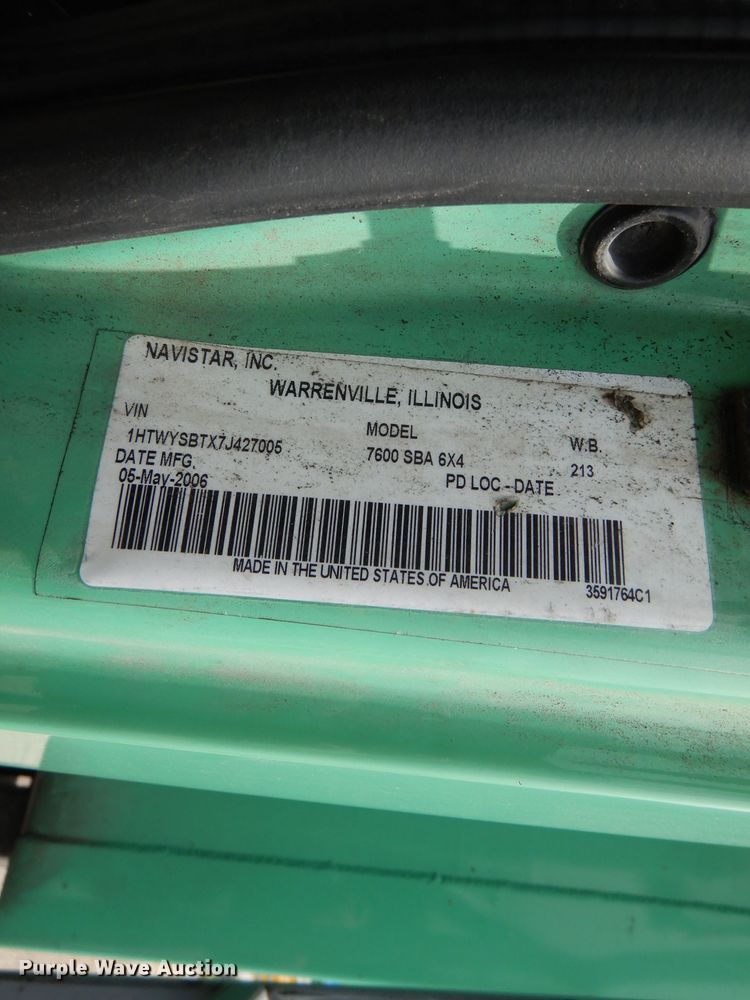 NAVISTAR, INC.
WARRENVILLE, ILLINOIS
VIN MODEL W.B.
1HTWYSBTX7J427005 7600 SBA 6X4 213
DATE MFG. PD LOC -DATE
05-May-2006
MADE IN THE UNITED STATES OF AMERICA
3591764C1
Purple Wave Auction